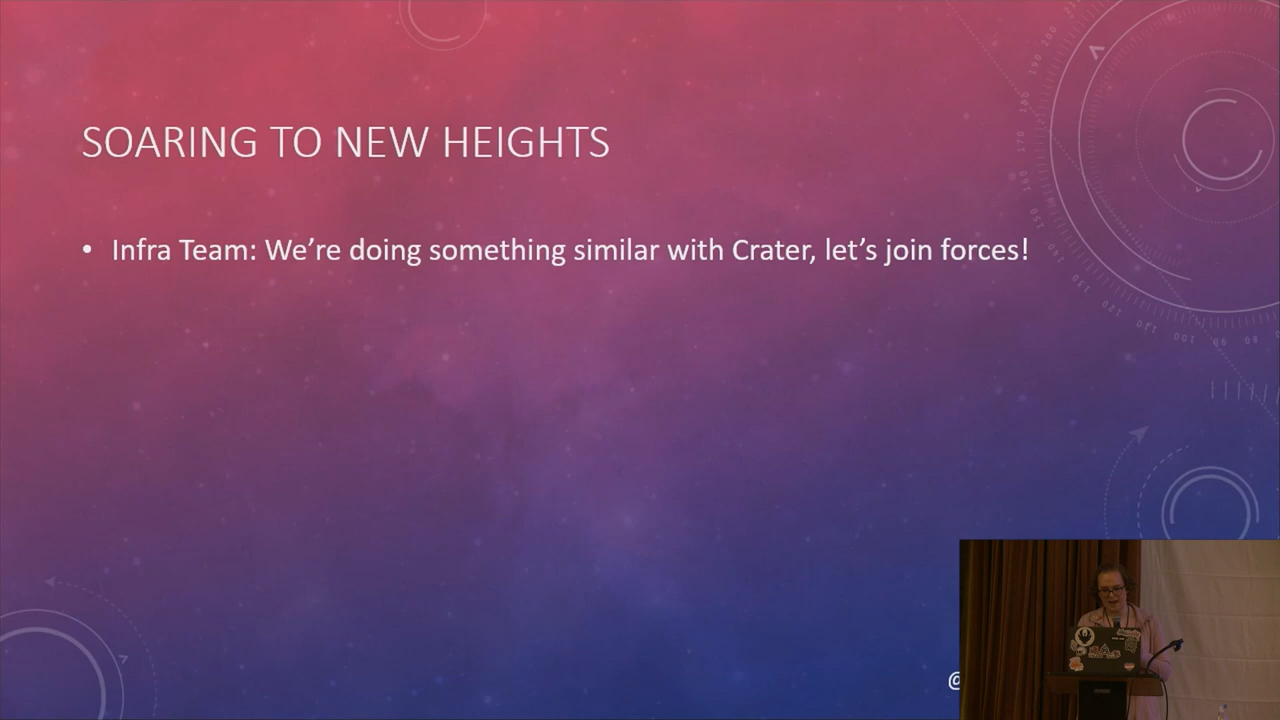 SOARING TO NEW HEIGHTS
• Infra Team: We’re doing something similar with Crater, let’s join forces!
@